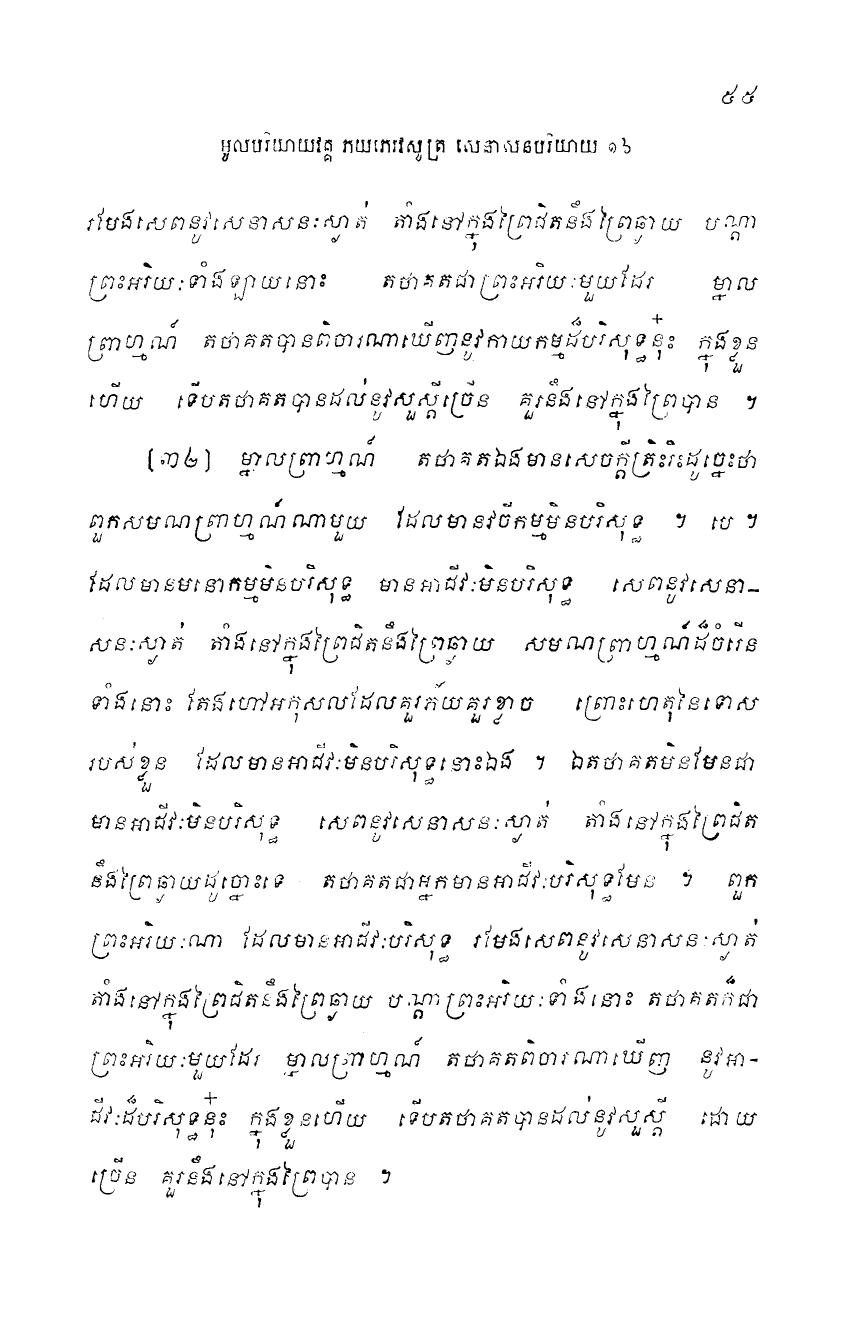 ៥៥
មូលបរិយាយវគ្គ ភយភេរវសូត្រ សេនាសនបរិយាយ ១៦
រមែងសេពនូវសេនាសនៈស្ងាត់ តាំងនៅក្នុងព្រៃជិតនឹងព្រៃឆ្ងាយ បណ្តា
ព្រះអរិយៈទាំងឡាយនោះ តថាគតជាព្រះអរិយៈមួយដែរ ម្នាល
ព្រាហ្មណ៍ តថាគតបានពិចារណាឃើញនូវកាយកម្មដ៏បរិសុទ្ធនុ៎ះ ក្នុងខ្លួន
ហើយ ទើបតថាគតបានដល់នូវសួស្តីច្រើន គួរនឹងនៅក្នុងព្រៃបាន ។
[៣២] ម្នាលព្រាហ្មណ៍ តថាគតឯងមានសេចក្តីត្រិះរិះដូច្នេះថា
ពួកសមណព្រាហ្មណ៍ណាមួយ ដែលមានវចីកម្មមិនបរិសុទ្ធ ។ បេ ។
ដែលមានមនោកម្មមិនបរិសុទ្ធ មានអាជីវៈមិនបរិសុទ្ធ សេពនូវសេនា-
សនៈស្ងាត់ តាំងនៅក្នុងព្រៃជិតនឹងព្រៃឆ្ងាយ សមណព្រាហ្មណ៍ដ៏ចំរើន
ទាំងនោះ តែងហៅអកុសលដែលគួរភ័យគួរខ្លាច ព្រោះហេតុនៃទោស
របស់ខ្លួន ដែលមានអាជីវៈមិនបរិសុទ្ធនោះឯង ។ ឯតថាគតមិនមែនជា
មានអាជីវៈមិនបរិសុទ្ធ សេពនូវសេនាសនៈស្ងាត់ តាំងនៅក្នុងព្រៃជិត
នឹងព្រៃឆ្ងាយដូច្នោះទេ តថាគតជាអ្នកមានអាជីវៈបរិសុទ្ធមែន ។ ពួក
ព្រះអរិយៈណា ដែលមានអាជីវៈបរិសុទ្ធ រមែងសេពនូវសេនាសនៈស្ងាត់
តាំងនៅក្នុងព្រៃជិតនឹងព្រៃឆ្ងាយ បណ្តាព្រះអរិយៈទាំងនោះ តថាគតក៏ជា
ព្រះអរិយៈមួយដែរ ម្នាលព្រាហ្មណ៍ តថាគតពិចារណាឃើញ នូវអា-
ជីវៈដ៏បរិសុទ្ធនុ៎ះ ក្នុងខ្លួនហើយ ទើបតថាគតបានដល់នូវសួស្តី ដោយ
ច្រើន គួរនឹងនៅក្នុងព្រៃបាន ។